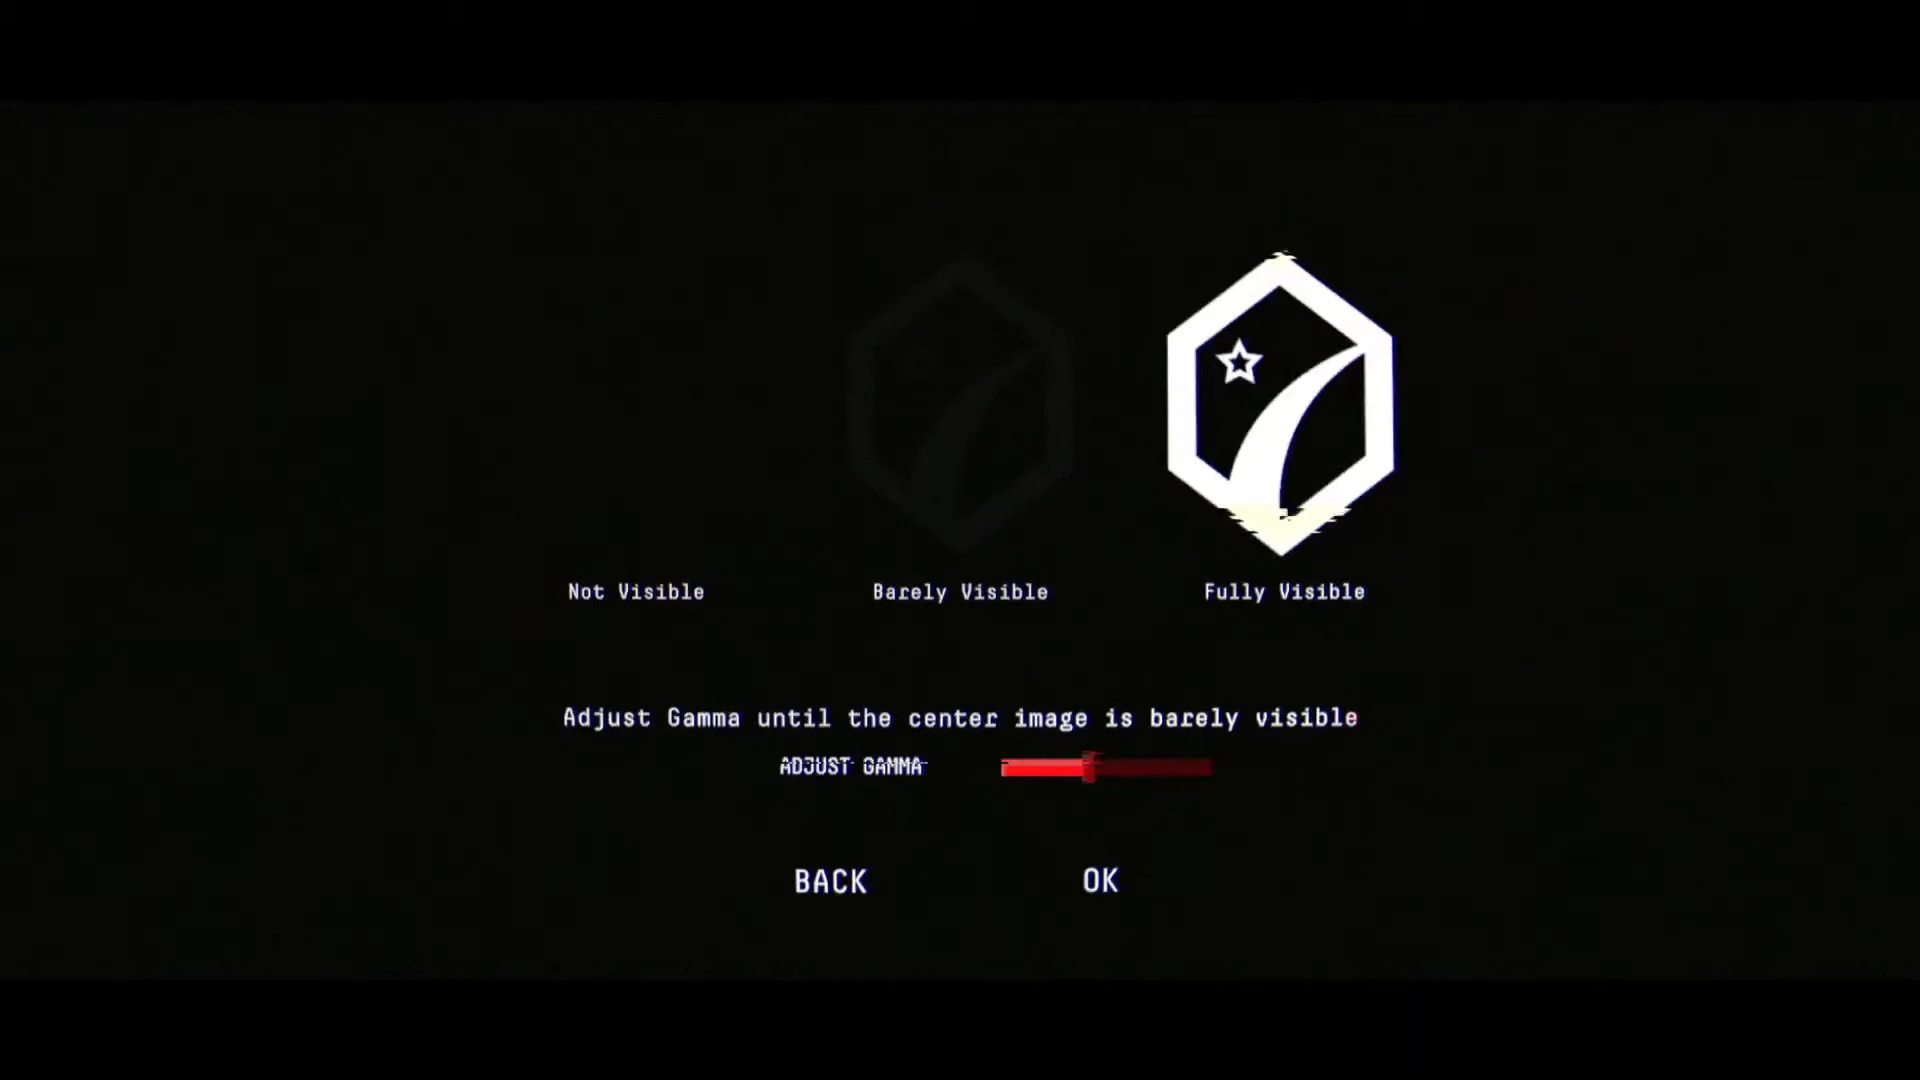 Not Visible
Barely Visible
Fully Visible
Adjust Gamma until the center image is barely visible
ADJUST GAMMA
BACK
OK